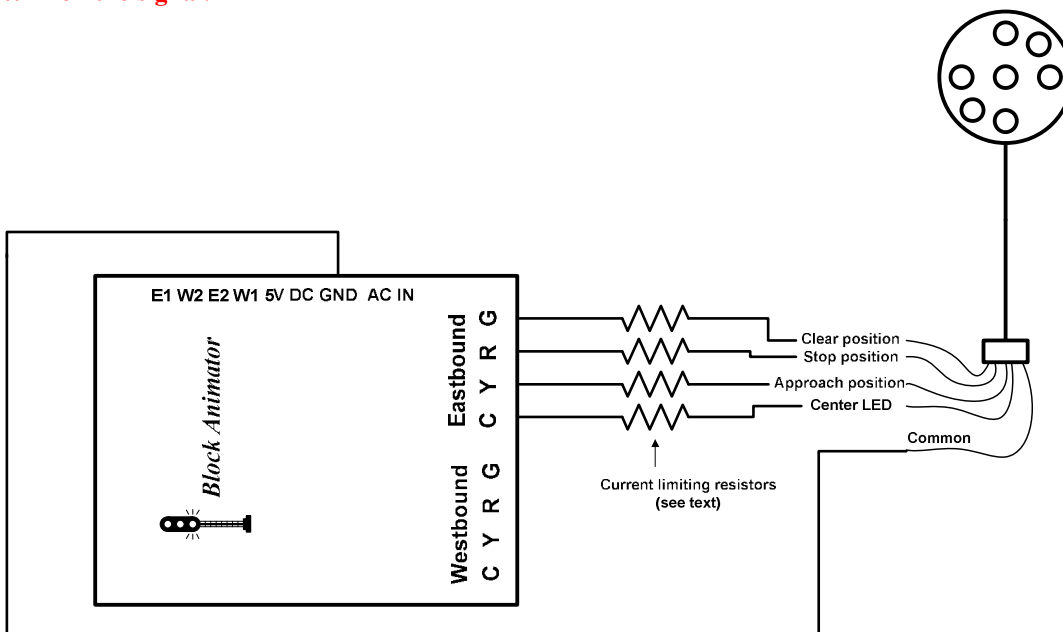 E1 W2 E2 W1 5V DC GND AC IN
Block Animator
Eastbound
G
R
Y
C
Westbound
G
R
Y
C
Clear position
Stop position
Approach position
Center LED
Common
Current limiting resistors
(see text)